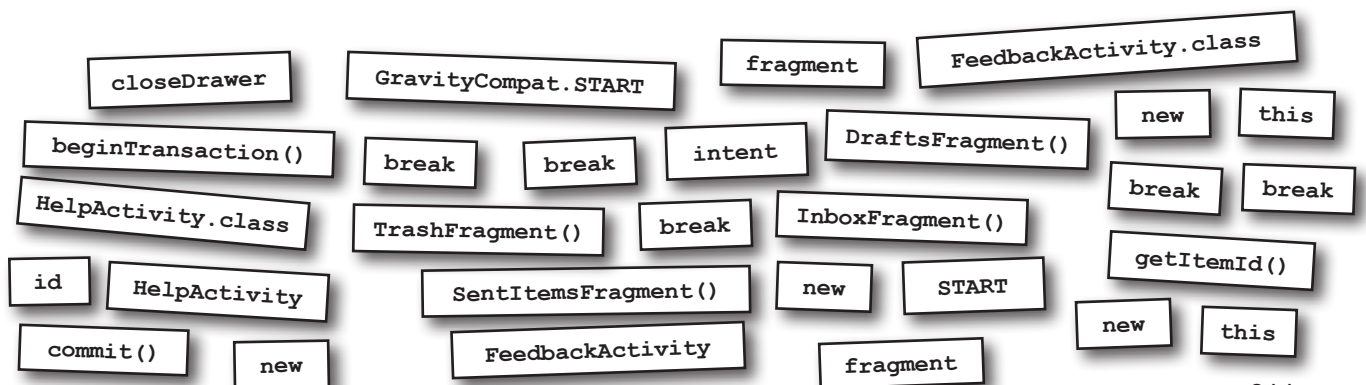 closeDrawer GravityCompat.START fragment FeedbackActivity.class
new this
beginTransaction() break break intent DraftsFragment()
break break
HelpActivity.class TrashFragment() break InboxFragment()
getItemId()
id HelpActivity SentItemsFragment() new START
new this
commit() new FeedbackActivity fragment